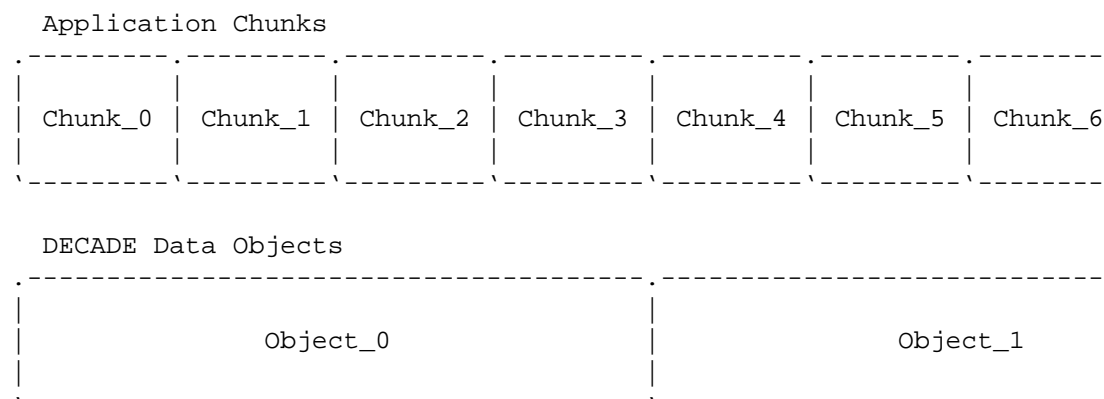 Application Chunks
Chunk_0 Chunk_1 Chunk_2 Chunk_3 Chunk_4 Chunk_5 Chunk_6
DECADE Data Objects
Object_0 Object_1